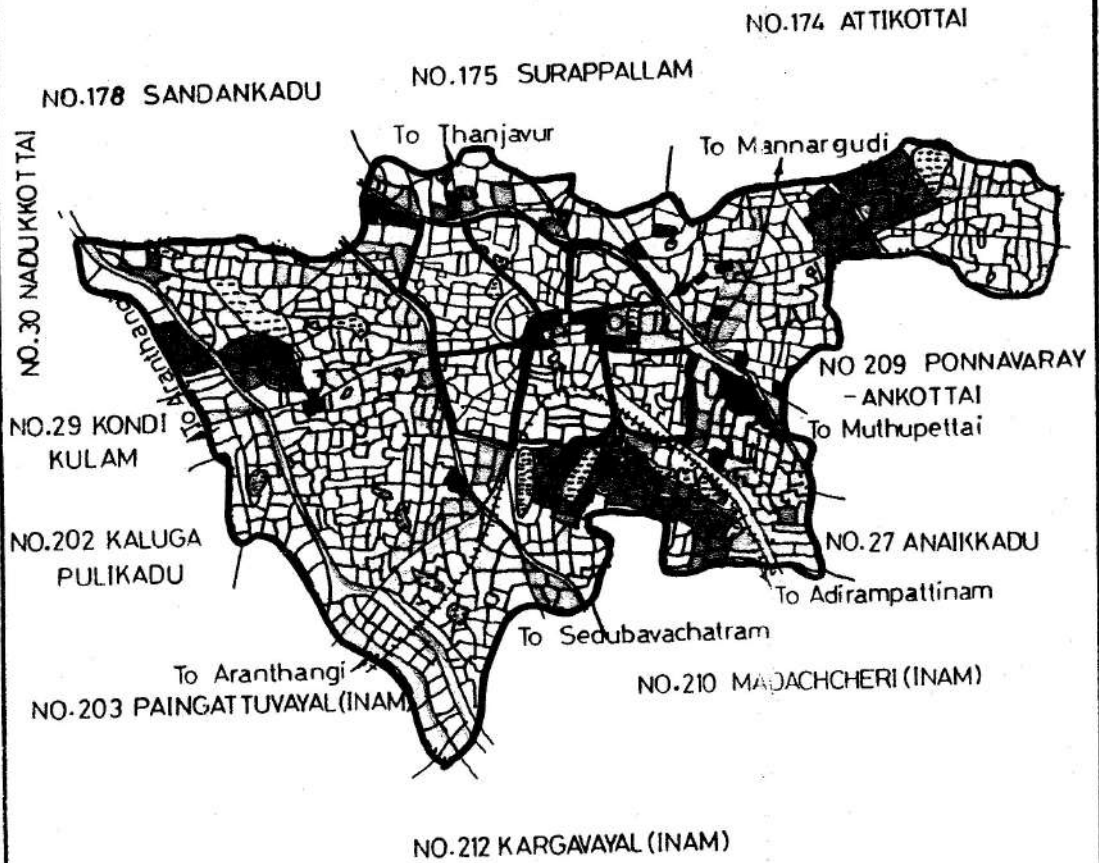 NO.174 ATTIKOTTAI
NO.175 SURAPPALLAM
NO.178 SANDANKADU
To Thanjavur
To Mannargudi
NO.30 NADUKKOTTAI
To Aranthangi
NO 209 PONNAVARAY
-ANKOTTAI
To Muthupettai
NO.29 KONDI
KULAM
NO.202 KALUGA
PULIKADU
NO.27 ANAIKKADU
To Adirampattinam
To Sedubavachatram
To Aranthangi
NO.203 PAINGATTUVAYAL(INAM)
NO.210 MADACHCHERI(INAM)
NO.212 KARGAVAYAL(INAM)